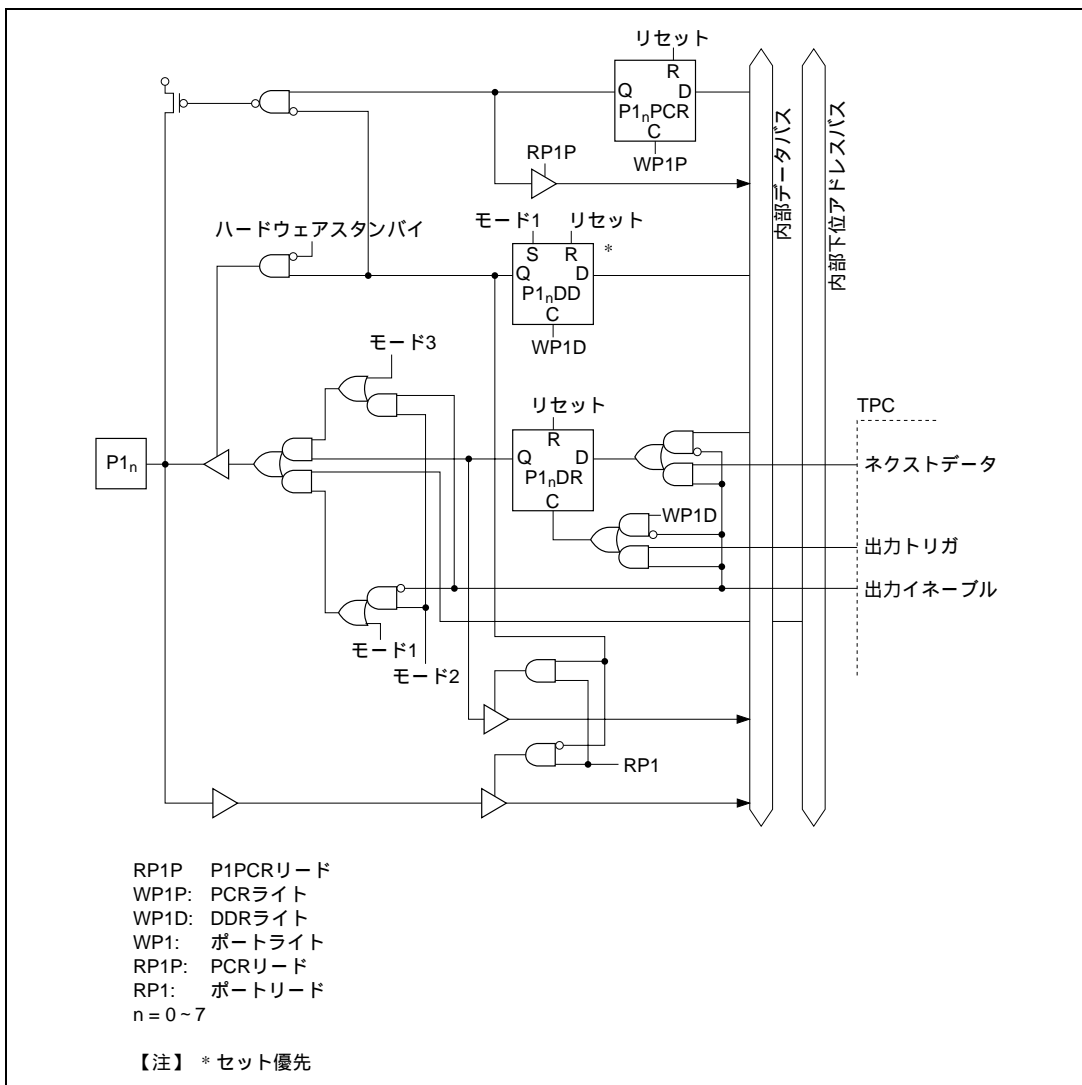 リセット
R
Q D
P1nPCR
C
WP1P
RP1P
内部データバス
内部下位アドレスバス
ハードウェアスタンバイ
モード1 リセット
*
S R
Q D
P1nDD
C
WP1D
モード3
リセット
R
Q D
P1nDR
C
TPC
P1n
ネクストデータ
WP1D
出力トリガ
出力イネーブル
モード1
モード2
RP1
RP1P P1PCRリード
WP1P: PCRライト
WP1D: DDRライト
WP1: ポートライト
RP1P: PCRリード
RP1: ポートリード
n = 0 ~ 7
【注】 * セット優先